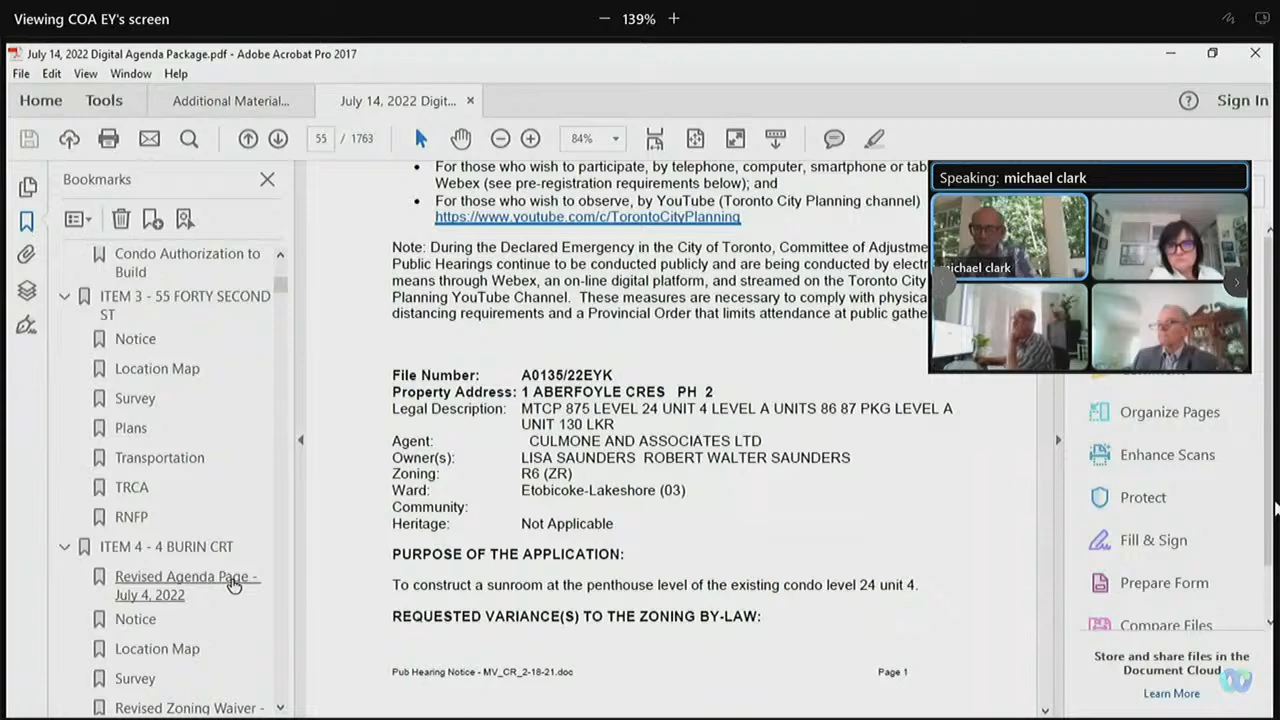 Viewing COA EY's screen
139%
July 14, 2022 Digital Agenda Package.pdf - Adobe Acrobat Pro 2017
File Edit View Window Help
Home Tools Additional Material... July 14, 2022 Digit... Sign In
55 / 1763 84%
Bookmarks
Condo Authorization to
Build
ITEM 3 - 55 FORTY SECOND
ST
Notice
Location Map
Survey
Plans
Transportation
TRCA
RNFP
ITEM 4 - 4 BURIN CRT
Revised Agenda Page -
July 4, 2022
Notice
Location Map
Survey
Revised Zoning Waiver -
For those who wish to participate, by telephone, computer, smartphone or tab
Webex (see pre-registration requirements below); and
For those who wish to observe, by YouTube (Toronto City Planning channel)
https://www.youtube.com/c/TorontoCityPlanning
Note: During the Declared Emergency in the City of Toronto, Committee of Adjustme
Public Hearings continue to be conducted publicly and are being conducted by electr
means through Webex, an on-line digital platform, and streamed on the Toronto City
Planning YouTube Channel. These measures are necessary to comply with physica
distancing requirements and a Provincial Order that limits attendance at public gathe
File Number: A0135/22EYK
Property Address: 1 ABERFOYLE CRES PH 2
Legal Description: MTCP 875 LEVEL 24 UNIT 4 LEVEL A UNITS 86 87 PKG LEVEL A
UNIT 130 LKR
Agent: CULMONE AND ASSOCIATES LTD
Owner(s): LISA SAUNDERS ROBERT WALTER SAUNDERS
Zoning: R6 (ZR)
Ward: Etobicoke-Lakeshore (03)
Community:
Heritage: Not Applicable
PURPOSE OF THE APPLICATION:
To construct a sunroom at the penthouse level of the existing condo level 24 unit 4.
REQUESTED VARIANCE(S) TO THE ZONING BY-LAW:
Pub Hearing Notice - MV_CR_2-18-21.doc Page 1
Speaking: michael clark
michael clark
Organize Pages
Enhance Scans
Protect
Fill & Sign
Prepare Form
Compare Files
Store and share files in the
Document Cloud
Learn More